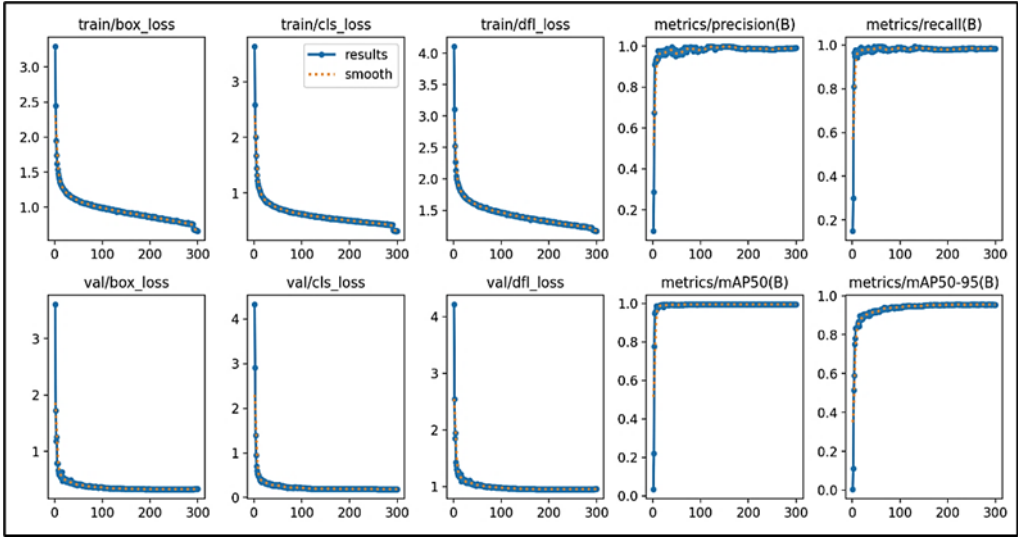 train/box_loss
train/cls_loss
train/dfl_loss
metrics/precision(B)
metrics/recall(B)
3.0
2.5
2.0
1.5
1.0
0 100 200 300
3
2
1
0 100 200 300
results
smooth
4.0
3.5
3.0
2.5
2.0
1.5
0 100 200 300
1.0
0.8
0.6
0.4
0.2
0 100 200 300
1.0
0.8
0.6
0.4
0.2
0 100 200 300
val/box_loss
val/cls_loss
val/dfl_loss
metrics/mAP50(B)
metrics/mAP50-95(B)
3
2
1
0 100 200 300
4
3
2
1
0
0 100 200 300
4
3
2
1
0 100 200 300
1.0
0.8
0.6
0.4
0.2
0.0
0 100 200 300
1.0
0.8
0.6
0.4
0.2
0.0
0 100 200 300